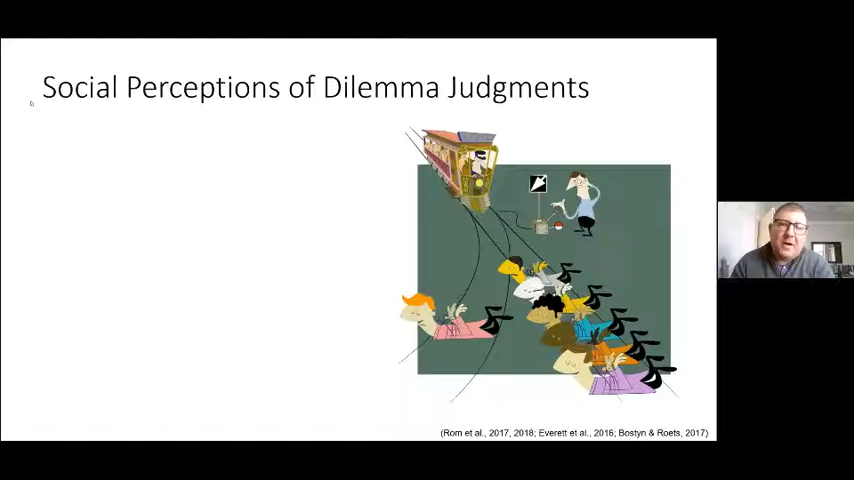 Social Perceptions of Dilemma Judgments
(Rom et al., 2017, 2018; Everett et al., 2016; Bostyn & Roets, 2017)